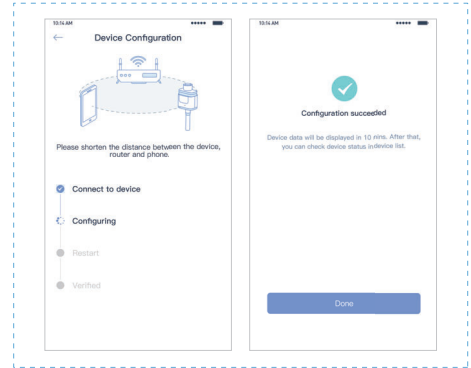 10:14 AM
Device Configuration
Please shorten the distance between the device,
router and phone.
Connect to device
Configuring
Restart
Verified
10:14 AM
Configuration succeeded
Device data will be displayed in 10 mins. After that,
you can check device status in device list.
Done